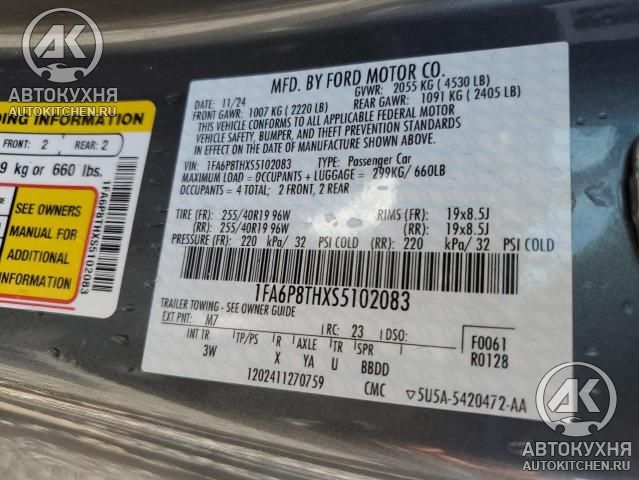 АВТОКУХНЯ
AUTOKITCHEN.RU
DING INFORMATION
FRONT: 2 REAR: 2
9 kg or 660 lbs.
SEE OWNERS
MANUAL FOR
ADDITIONAL
INFORMATION
1FA6P8THXS5102083
MFD. BY FORD MOTOR CO.
DATE: 11/24 GVWR: 2055 KG ( 4530 LB)
FRONT GAWR: 1007 KG ( 2220 LB) REAR GAWR: 1091 KG ( 2405 LB)
THIS VEHICLE CONFORMS TO ALL APPLICABLE FEDERAL MOTOR
VEHICLE SAFETY, BUMPER, AND THEFT PREVENTION STANDARDS IN
EFFECT ON THE DATE OF MANUFACTURE SHOWN ABOVE.
VIN: 1FA6P8THXS5102083 TYPE: Passenger Car
MAXIMUM LOAD = OCCUPANTS + LUGGAGE = 299KG/ 660LB
OCCUPANTS = 4 TOTAL; 2 FRONT, 2 REAR
TIRE (FR): 255/40R19 96W RIMS (FR): 19x8.5J
(RR): 255/40R19 96W (RR): 19x8.5J
PRESSURE (FR): 220 kPa/ 32 PSI COLD (RR): 220 kPa/ 32 PSI COLD
1FA6P8THXS5102083
TRAILER TOWING - SEE OWNER GUIDE
EXT PNT: M7 RC: 23 DSO: F0061
INT TR TP/PS R AXLE TR SPR R0128
3W X YA U BBDD
1202411270759 CMC ▽5U5A-5420472-AA
АК
АВТОКУХНЯ
AUTOKITCHEN.RU